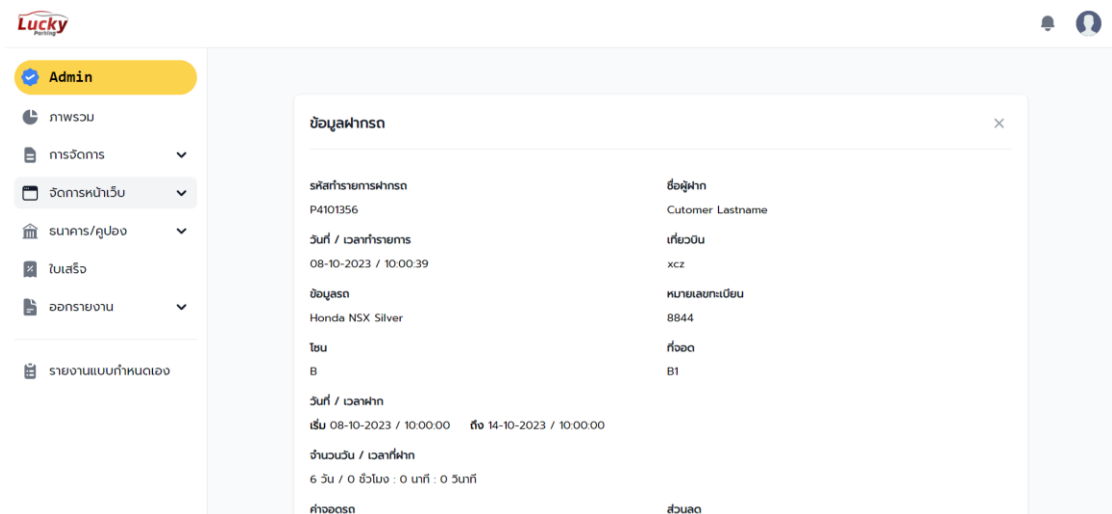 Lucky
Parking
Admin
ภาพรวม
การจัดการ
จัดการหน้าเว็บ
ธนาคาร/คูปอง
ใบเสร็จ
ออกรายงาน
รายงานแบบกำหนดเอง
ข้อมูลฝากรถ
รหัสทำรายการฝากรถ
P4101356
ชื่อผู้ฝาก
Cutomer Lastname
วันที่ / เวลาทำรายการ
08-10-2023 / 10:00:39
เที่ยวบิน
xcz
ข้อมูลรถ
Honda NSX Silver
หมายเลขทะเบียน
8844
โซน
B
ที่จอด
B1
วันที่ / เวลาฝาก
เริ่ม 08-10-2023 / 10:00:00 ถึง 14-10-2023 / 10:00:00
จำนวนวัน / เวลาที่ฝาก
6 วัน / 0 ชั่วโมง : 0 นาที : 0 วินาที
ค่าจอดรถ
ส่วนลด